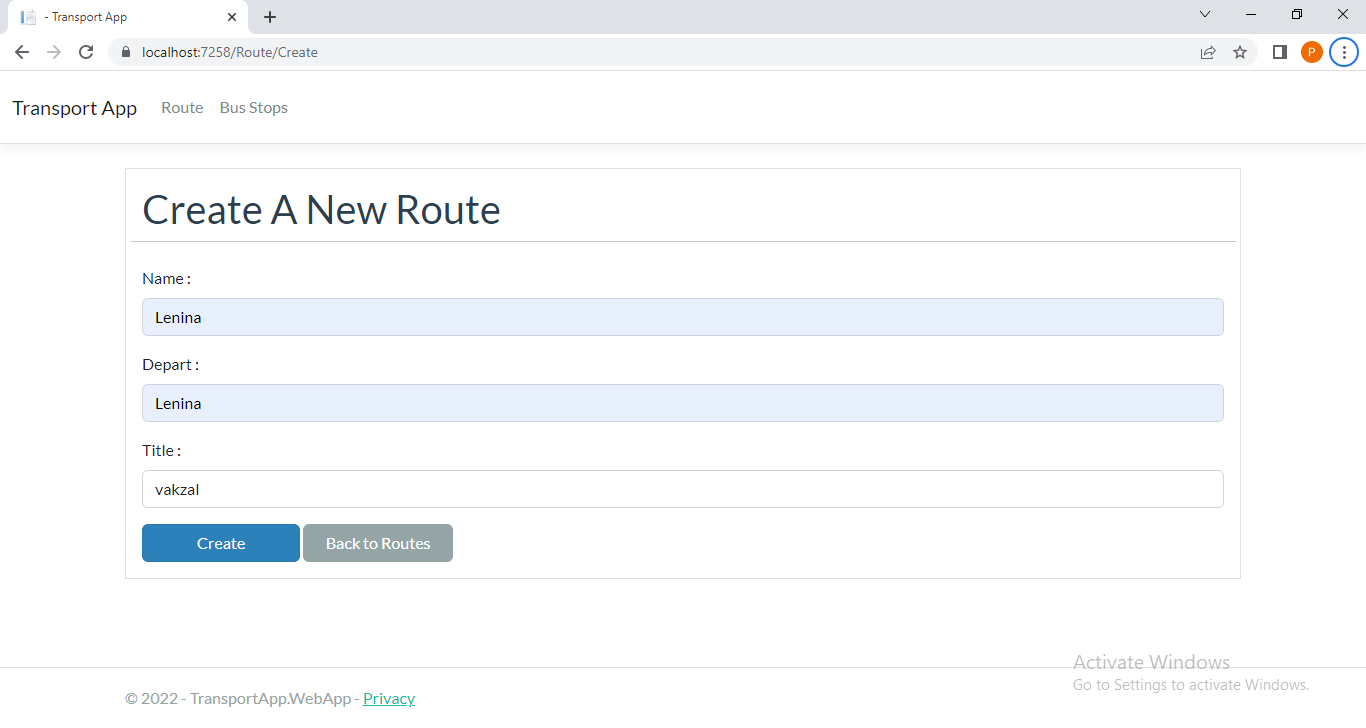 - Transport App
localhost:7258/Route/Create
P
Transport App Route Bus Stops
Create A New Route
Name :
Lenina
Depart :
Lenina
Title :
vakzal
Create Back to Routes
Activate Windows
Go to Settings to activate Windows.
© 2022 - TransportApp.WebApp - Privacy